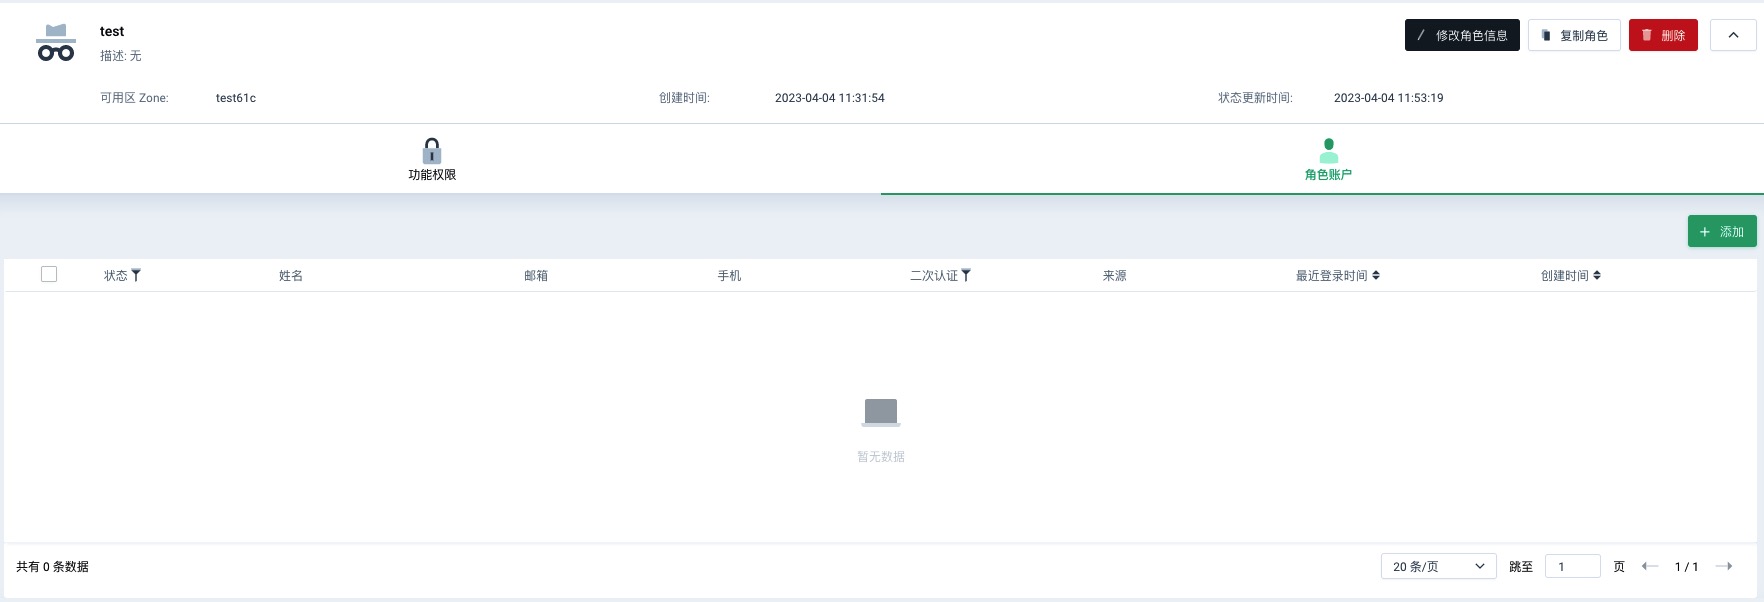 test
描述: 无
修改角色信息
复制角色
删除
可用区 Zone: test61c
创建时间: 2023-04-04 11:31:54
状态更新时间: 2023-04-04 11:53:19
功能权限
角色账户
添加
状态 姓名 邮箱 手机 二次认证 来源 最近登录时间 创建时间
暂无数据
共有 0 条数据
20 条/页 跳至 1 页 1 / 1